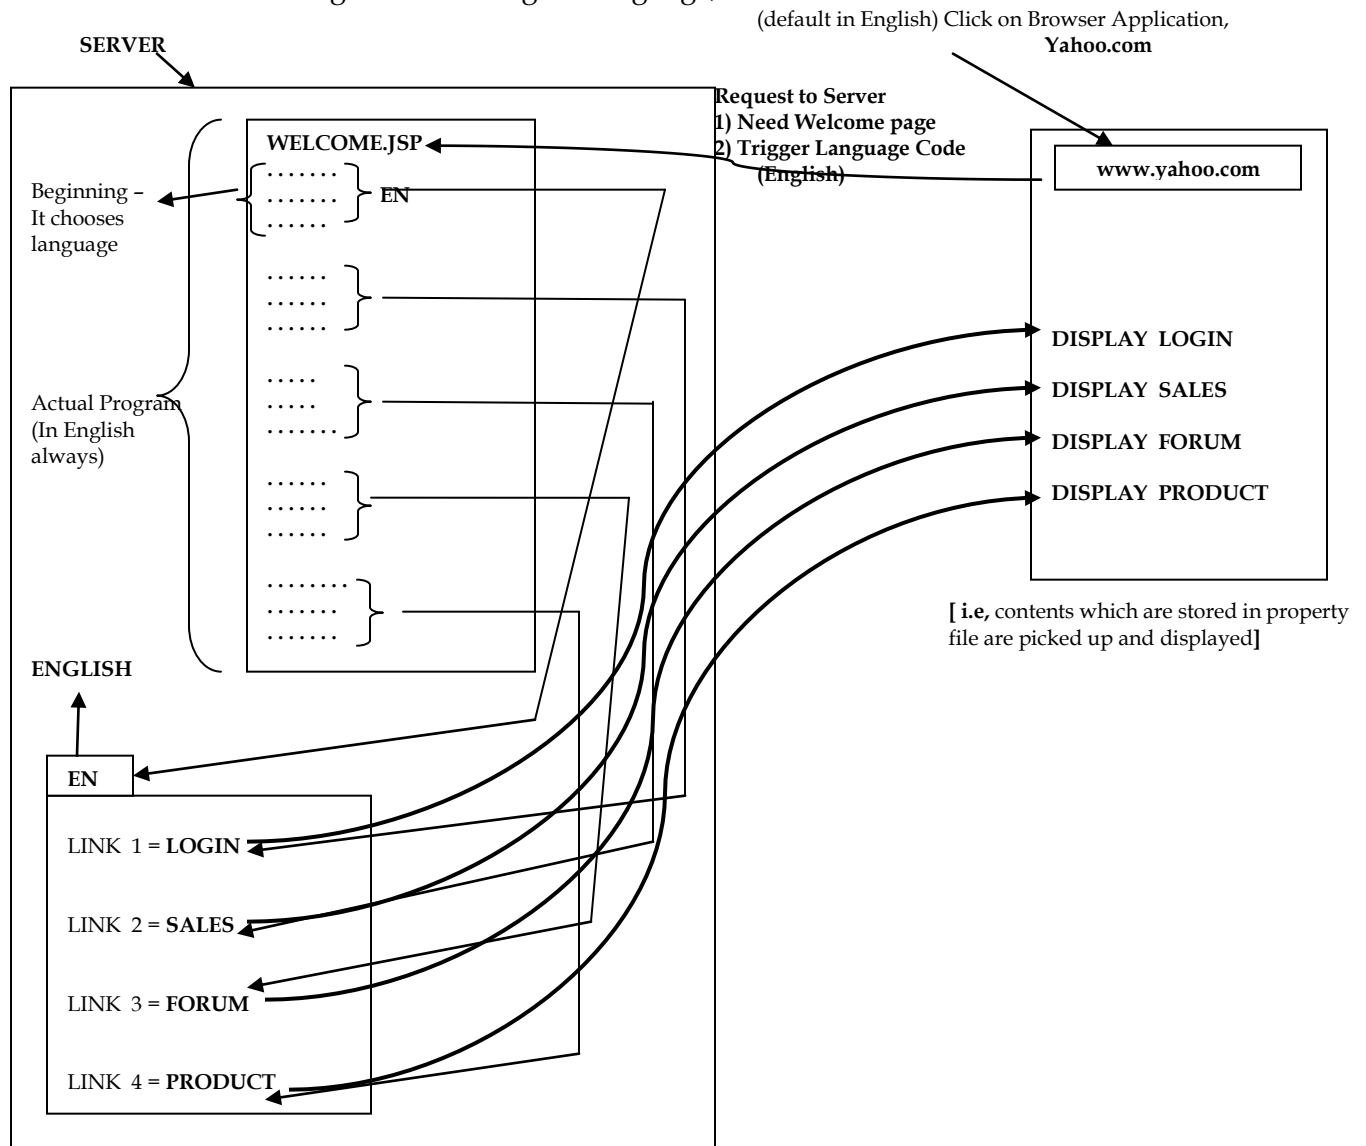 (default in English) Click on Browser Application,
Yahoo.com
SERVER
Request to Server
1) Need Welcome page
2) Trigger Language Code
(English)
www.yahoo.com
WELCOME.JSP
. . . . . . .
. . . . . . .
. . . . . .
EN
Beginning –
It chooses
language
. . . . . .
. . . . . .
. . . . . .
. . . . .
. . . . .
. . . . . . .
Actual Program
(In English
always)
. . . . . .
. . . . . .
. . . . . .
. . . . . . . .
. . . . . . .
. . . . . . .
DISPLAY LOGIN
DISPLAY SALES
DISPLAY FORUM
DISPLAY PRODUCT
[ i.e, contents which are stored in property
file are picked up and displayed]
ENGLISH
EN
LINK 1 = LOGIN
LINK 2 = SALES
LINK 3 = FORUM
LINK 4 = PRODUCT